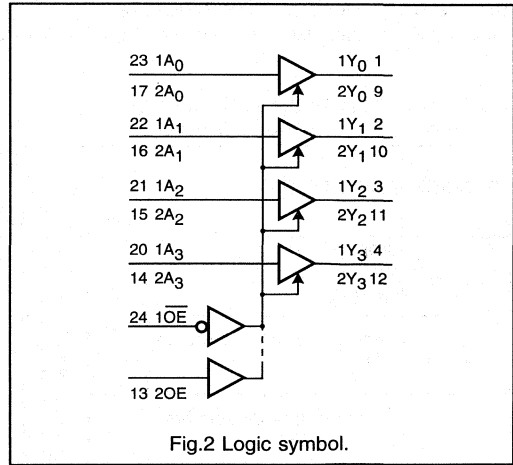 23 1A₀ 1Y₀ 1
17 2A₀ 2Y₀ 9
22 1A₁ 1Y₁ 2
16 2A₁ 2Y₁ 10
21 1A₂ 1Y₂ 3
15 2A₂ 2Y₂ 11
20 1A₃ 1Y₃ 4
14 2A₃ 2Y₃ 12
24 1O̅E̅
13 2OE
Fig.2 Logic symbol.